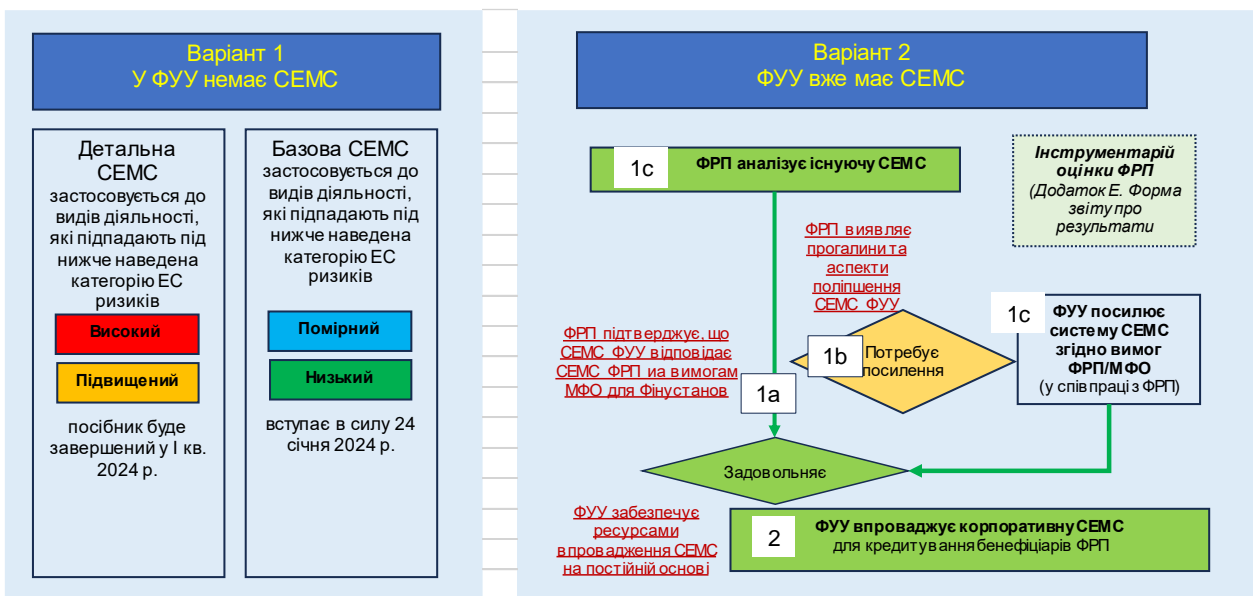 Варіант 1
У ФУУ немає СЕМС
Детальна
СЕМС
застосовується до
видів діяльності,
які підпадають під
нижче наведена
категорію ЕС
ризиків
Високий
Підвищений
посібник буде
завершений у І кв.
2024 р.
Базова СЕМС
застосовується до
видів діяльності,
які підпадають під
нижче наведена
категорію ЕС
ризиків
Помірний
Низький
вступає в силу 24
січня 2024 р.
Варіант 2
ФУУ вже має СЕМС
1c
ФРП аналізує існуючу СЕМС
Інструментарій
оцінки ФРП
(Додаток Е. Форма
звіту про
результати
ФРП виявляє
прогалини та
аспекти
поліпшення
СЕМС ФУУ
ФРП підтверджує, що
СЕМС ФУУ відповідає
СЕМС ФРП иа вимогам
МФО для Фінустанов
1a
1b
Потребує
посилення
1c
ФУУ посилює
систему СЕМС
згідно вимог
ФРП/МФО
(у співпраці з ФРП)
Задовольняє
ФУУ забезпечує
ресурсами
впровадження СЕМС
на постійній основі
2
ФУУ впроваджує корпоративну СЕМС
для кредитування бенефіціарів ФРП